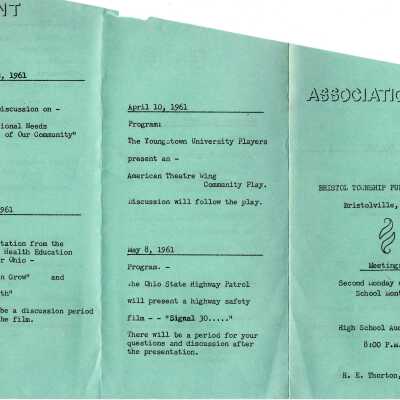 NT
, 1961
iscussion on -
ional Needs
of Our Community"
961
tation from the
Health Education
r Ohio -
n Grow" and
th"
be a discussion period
he film.
April 10, 1961
Program:
The Youngstown University Players
present an -
American Theatre Wing
Community Play.
Discussion will follow the play.
May 8, 1961
Program. -
The Ohio State Highway Patrol
will present a highway safety
film - - "Signal 30....."
There will be a period for your
questions and discussion after
the presentation.
ASSOCIATIO
BRISTOL TOWNSHIP PU
Bristolville,
Meeting
Second Monday
School Mont
High School Aud
8:00 P.M
H. E. Thorton,